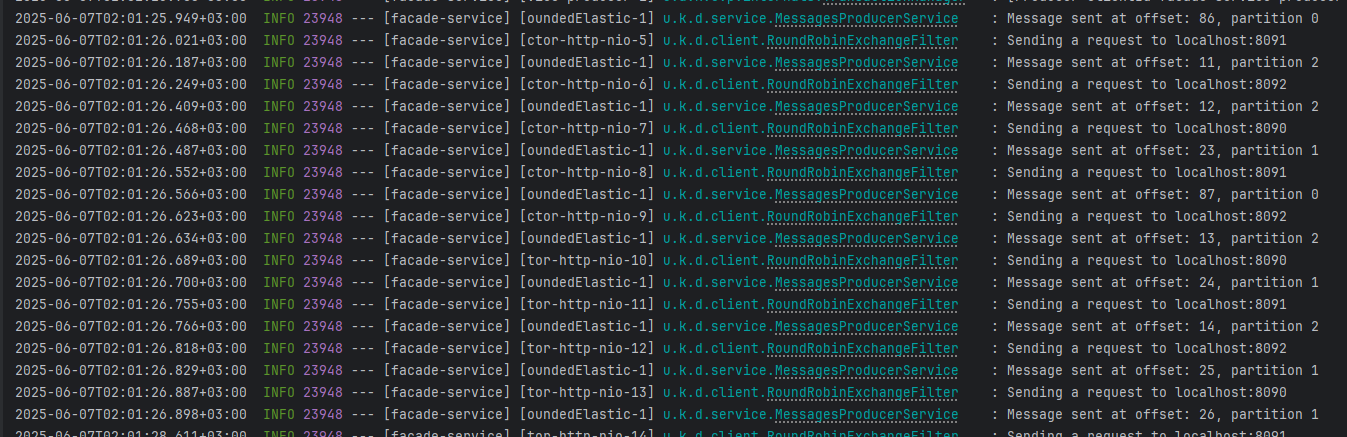 2025-06-07T02:01:25.949+03:00  INFO 23948 --- [facade-service] [oundedElastic-1] u.k.d.service.MessagesProducerService    : Message sent at offset: 86, partition 0
2025-06-07T02:01:26.021+03:00  INFO 23948 --- [facade-service] [ctor-http-nio-5] u.k.d.client.RoundRobinExchangeFilter    : Sending a request to localhost:8091
2025-06-07T02:01:26.187+03:00  INFO 23948 --- [facade-service] [oundedElastic-1] u.k.d.service.MessagesProducerService    : Message sent at offset: 11, partition 2
2025-06-07T02:01:26.249+03:00  INFO 23948 --- [facade-service] [ctor-http-nio-6] u.k.d.client.RoundRobinExchangeFilter    : Sending a request to localhost:8092
2025-06-07T02:01:26.409+03:00  INFO 23948 --- [facade-service] [oundedElastic-1] u.k.d.service.MessagesProducerService    : Message sent at offset: 12, partition 2
2025-06-07T02:01:26.468+03:00  INFO 23948 --- [facade-service] [ctor-http-nio-7] u.k.d.client.RoundRobinExchangeFilter    : Sending a request to localhost:8090
2025-06-07T02:01:26.487+03:00  INFO 23948 --- [facade-service] [oundedElastic-1] u.k.d.service.MessagesProducerService    : Message sent at offset: 23, partition 1
2025-06-07T02:01:26.552+03:00  INFO 23948 --- [facade-service] [ctor-http-nio-8] u.k.d.client.RoundRobinExchangeFilter    : Sending a request to localhost:8091
2025-06-07T02:01:26.566+03:00  INFO 23948 --- [facade-service] [oundedElastic-1] u.k.d.service.MessagesProducerService    : Message sent at offset: 87, partition 0
2025-06-07T02:01:26.623+03:00  INFO 23948 --- [facade-service] [ctor-http-nio-9] u.k.d.client.RoundRobinExchangeFilter    : Sending a request to localhost:8092
2025-06-07T02:01:26.634+03:00  INFO 23948 --- [facade-service] [oundedElastic-1] u.k.d.service.MessagesProducerService    : Message sent at offset: 13, partition 2
2025-06-07T02:01:26.689+03:00  INFO 23948 --- [facade-service] [tor-http-nio-10] u.k.d.client.RoundRobinExchangeFilter    : Sending a request to localhost:8090
2025-06-07T02:01:26.700+03:00  INFO 23948 --- [facade-service] [oundedElastic-1] u.k.d.service.MessagesProducerService    : Message sent at offset: 24, partition 1
2025-06-07T02:01:26.755+03:00  INFO 23948 --- [facade-service] [tor-http-nio-11] u.k.d.client.RoundRobinExchangeFilter    : Sending a request to localhost:8091
2025-06-07T02:01:26.766+03:00  INFO 23948 --- [facade-service] [oundedElastic-1] u.k.d.service.MessagesProducerService    : Message sent at offset: 14, partition 2
2025-06-07T02:01:26.818+03:00  INFO 23948 --- [facade-service] [tor-http-nio-12] u.k.d.client.RoundRobinExchangeFilter    : Sending a request to localhost:8092
2025-06-07T02:01:26.829+03:00  INFO 23948 --- [facade-service] [oundedElastic-1] u.k.d.service.MessagesProducerService    : Message sent at offset: 25, partition 1
2025-06-07T02:01:26.887+03:00  INFO 23948 --- [facade-service] [tor-http-nio-13] u.k.d.client.RoundRobinExchangeFilter    : Sending a request to localhost:8090
2025-06-07T02:01:26.898+03:00  INFO 23948 --- [facade-service] [oundedElastic-1] u.k.d.service.MessagesProducerService    : Message sent at offset: 26, partition 1
2025-06-07T02:01:28.611+03:00  INFO 23948 --- [facade-service] [tor-http-nio-14] u.k.d.client.RoundRobinExchangeFilter    : Sending a request to localhost:8091